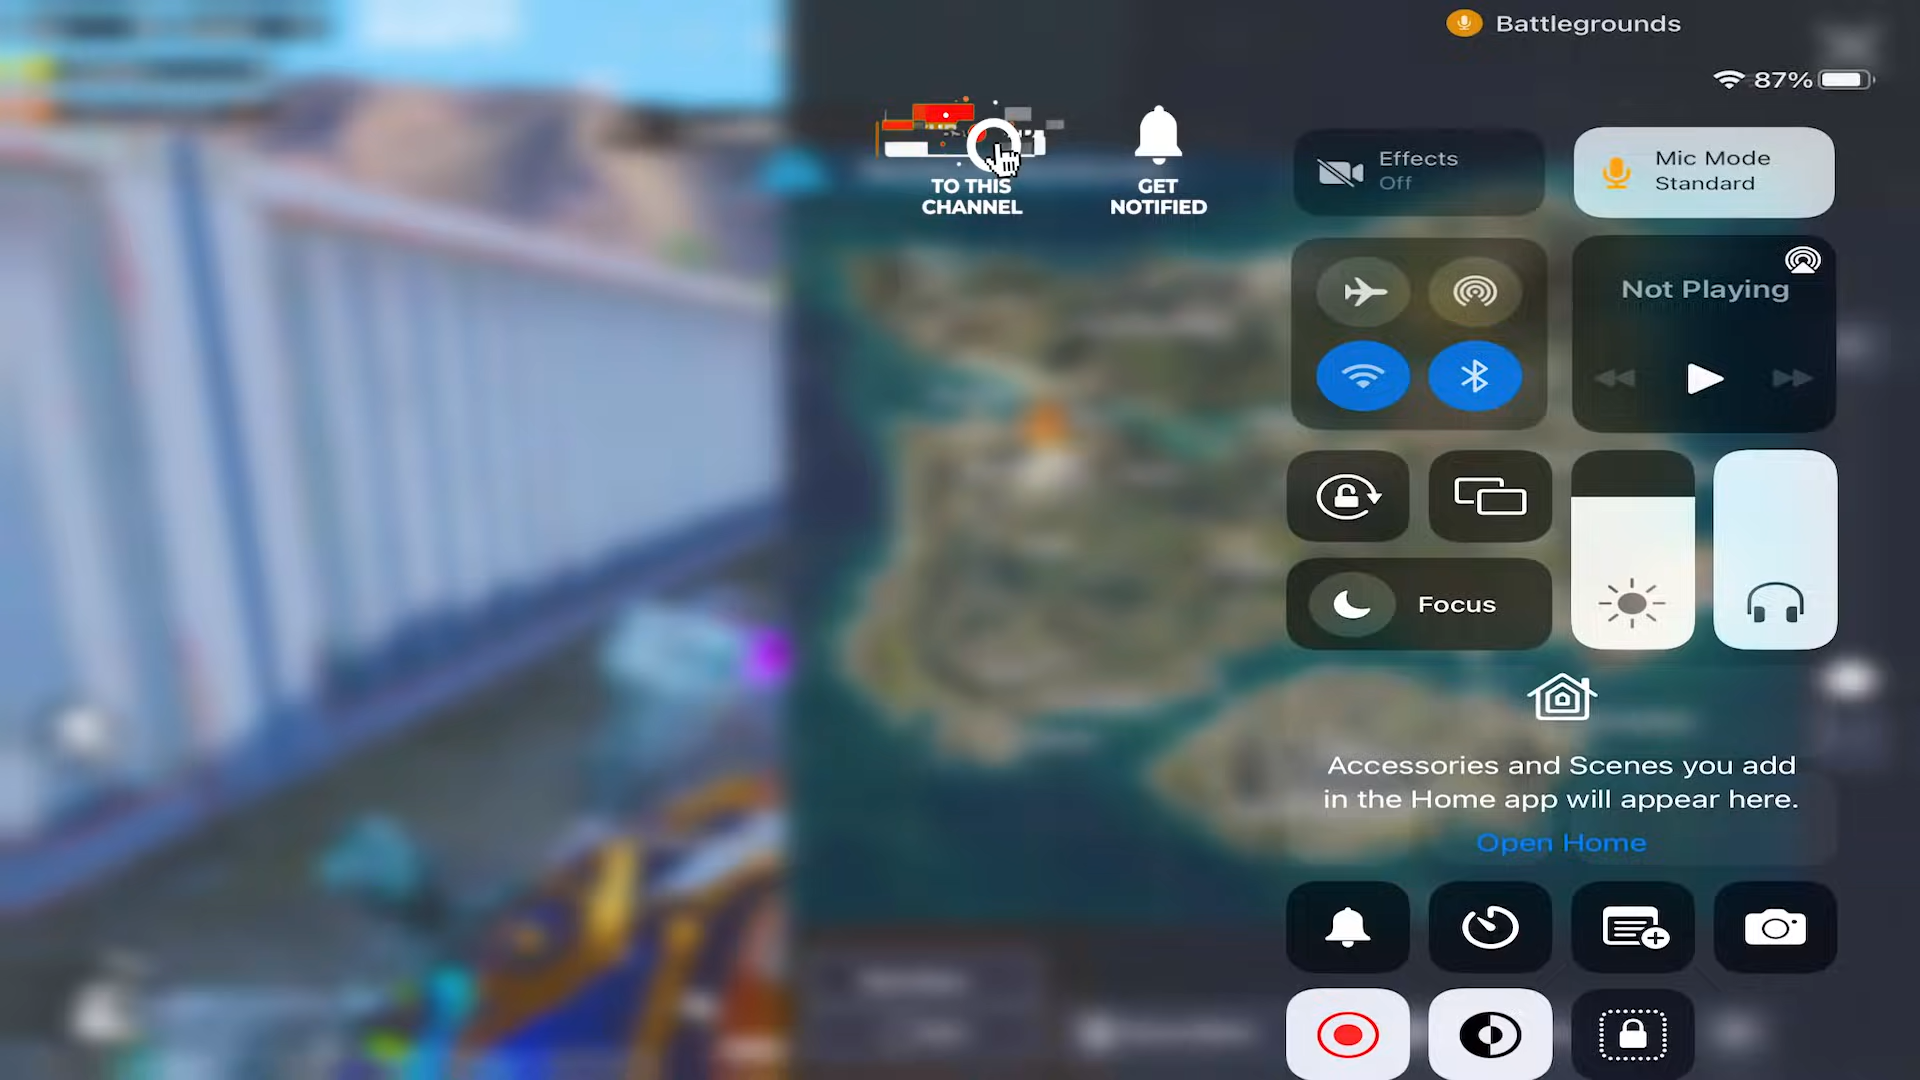 Battlegrounds
87%
TO THIS
CHANNEL
GET
NOTIFIED
Effects
Off
Mic Mode
Standard
Not Playing
Focus
Accessories and Scenes you add
in the Home app will appear here.
Open Home